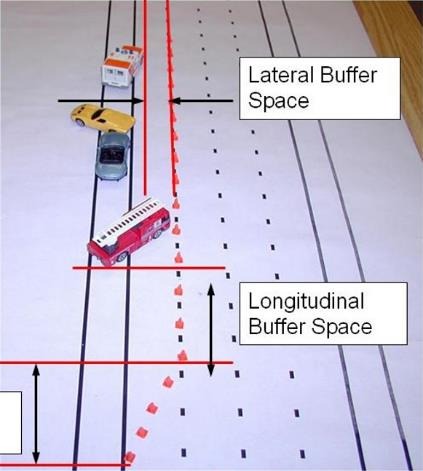 Lateral Buffer
Space
Longitudinal
Buffer Space